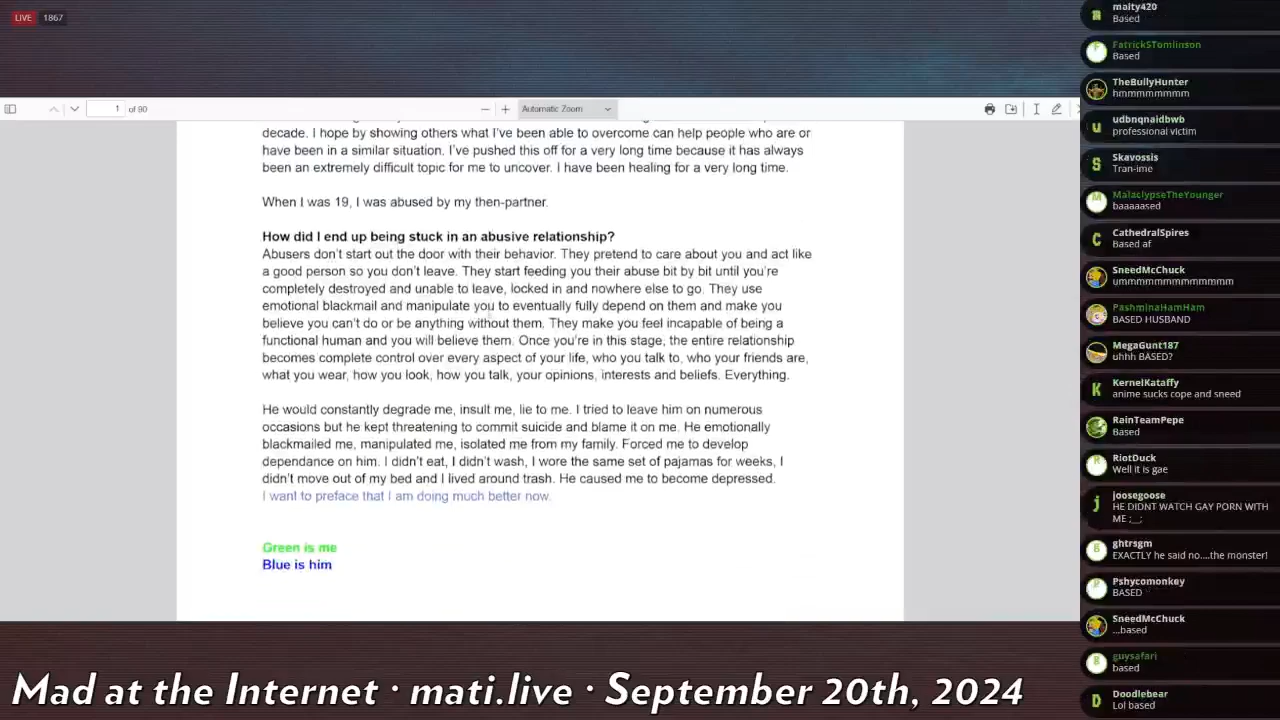 LIVE 1867
1 of 90
Automatic Zoom
decade. I hope by showing others what I've been able to overcome can help people who are or
have been in a similar situation. I've pushed this off for a very long time because it has always
been an extremely difficult topic for me to uncover. I have been healing for a very long time.
When I was 19, I was abused by my then-partner.
How did I end up being stuck in an abusive relationship?
Abusers don't start out the door with their behavior. They pretend to care about you and act like
a good person so you don't leave. They start feeding you their abuse bit by bit until you're
completely destroyed and unable to leave, locked in and nowhere else to go. They use
emotional blackmail and manipulate you to eventually fully depend on them and make you
believe you can't do or be anything without them. They make you feel incapable of being a
functional human and you will believe them. Once you're in this stage, the entire relationship
becomes complete control over every aspect of your life, who you talk to, who your friends are,
what you wear, how you look, how you talk, your opinions, interests and beliefs. Everything.
He would constantly degrade me, insult me, lie to me. I tried to leave him on numerous
occasions but he kept threatening to commit suicide and blame it on me. He emotionally
blackmailed me, manipulated me, isolated me from my family. Forced me to develop
dependance on him. I didn't eat, I didn't wash, I wore the same set of pajamas for weeks, I
didn't move out of my bed and I lived around trash. He caused me to become depressed.
I want to preface that I am doing much better now.
Green is me
Blue is him
malty420
Based
PatrickSTomlinson
Based
TheBullyHunter
hmmmmmmm
udbnqnaidbwb
professional victim
Skavossis
Tran-ime
MalaclypseTheYounger
baaaaased
CathedralSpires
Based af
SneedMcChuck
ummmmmmmmmmmm
PashminaHamHam
BASED HUSBAND
MegaGunt187
uhhh BASED?
KernelKataffy
anime sucks cope and sneed
RainTeamPepe
Based
RiotDuck
Well it is gae
joosegoose
HE DIDNT WATCH GAY PORN WITH
ME ;__;
ghtrsgm
EXACTLY he said no....the monster!
Pshycomonkey
BASED
SneedMcChuck
...based
guysafari
based
Doodlebear
Lol based
Mad at the Internet · mati.live · September 20th, 2024